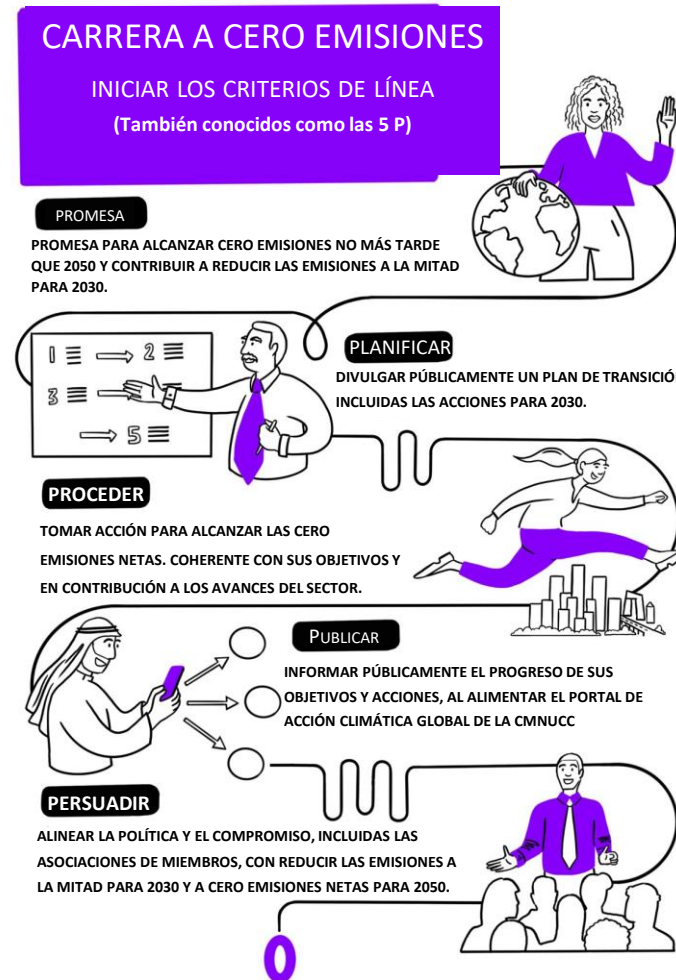 CARRERA A CERO EMISIONES
INICIAR LOS CRITERIOS DE LÍNEA
(También conocidos como las 5 P)
PROMESA
PROMESA PARA ALCANZAR CERO EMISIONES NO MÁS TARDE
QUE 2050 Y CONTRIBUIR A REDUCIR LAS EMISIONES A LA MITAD
PARA 2030.
1 2
3
5
PLANIFICAR
DIVULGAR PÚBLICAMENTE UN PLAN DE TRANSICIÓ
INCLUIDAS LAS ACCIONES PARA 2030.
PROCEDER
TOMAR ACCIÓN PARA ALCANZAR LAS CERO
EMISIONES NETAS. COHERENTE CON SUS OBJETIVOS Y
EN CONTRIBUCIÓN A LOS AVANCES DEL SECTOR.
PUBLICAR
INFORMAR PÚBLICAMENTE EL PROGRESO DE SUS
OBJETIVOS Y ACCIONES, AL ALIMENTAR EL PORTAL DE
ACCIÓN CLIMÁTICA GLOBAL DE LA CMNUCC
PERSUADIR
ALINEAR LA POLÍTICA Y EL COMPROMISO, INCLUIDAS LAS
ASOCIACIONES DE MIEMBROS, CON REDUCIR LAS EMISIONES A
LA MITAD PARA 2030 Y A CERO EMISIONES NETAS PARA 2050.
0